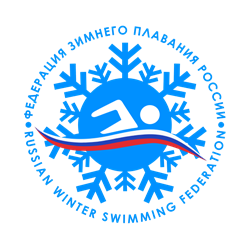 ФЕДЕРАЦИЯ ЗИМНЕГО ПЛАВАНИЯ РОССИИ
RUSSIAN WINTER SWIMMING FEDERATION